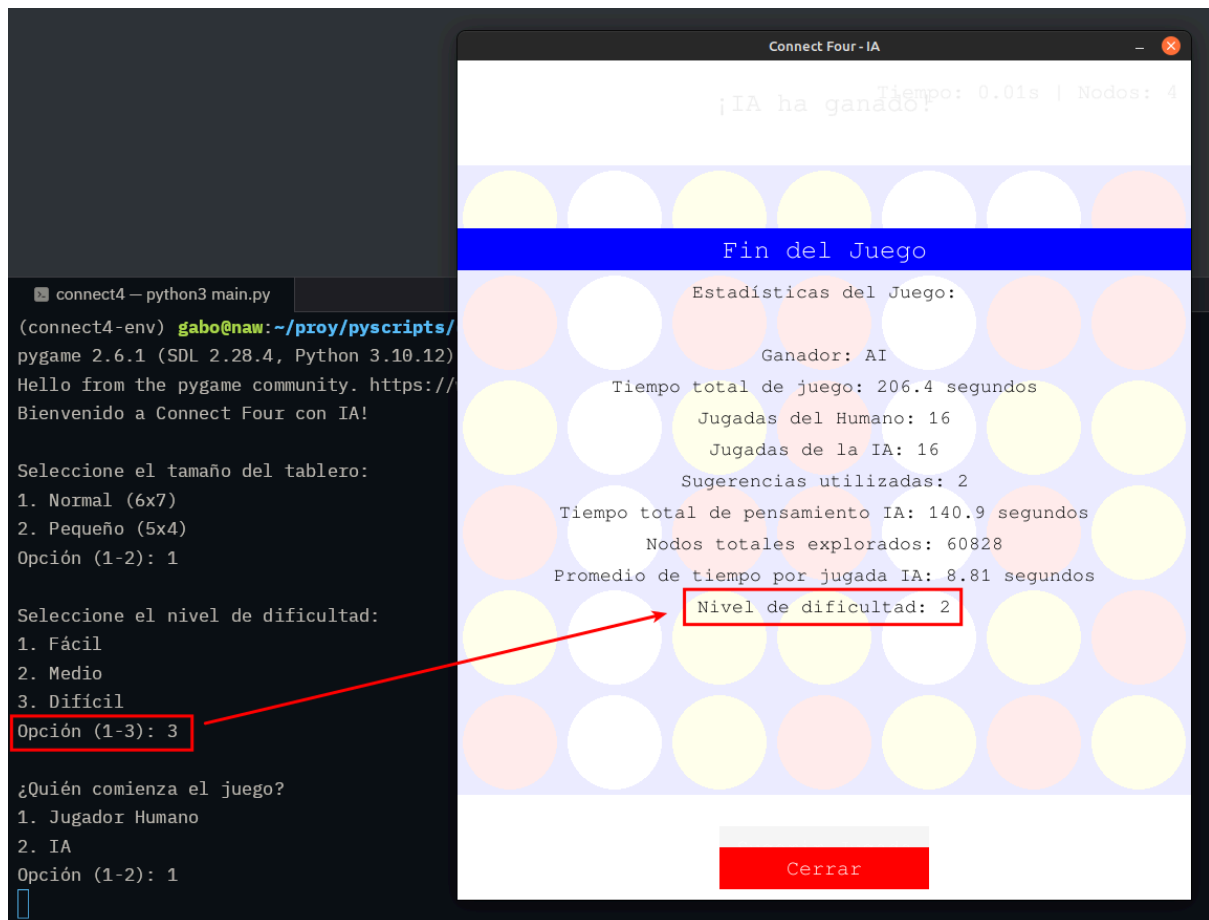 Connect Four - IA
Tiempo: 0.01s | Nodos: 4
¡IA ha ganado!
Fin del Juego
Estadísticas del Juego:
Ganador: AI
Tiempo total de juego: 206.4 segundos
Jugadas del Humano: 16
Jugadas de la IA: 16
Sugerencias utilizadas: 2
Tiempo total de pensamiento IA: 140.9 segundos
Nodos totales explorados: 60828
Promedio de tiempo por jugada IA: 8.81 segundos
Nivel de dificultad: 2
Cerrar
connect4 — python3 main.py
(connect4-env) gabo@naw:~/proy/pyscripts/
pygame 2.6.1 (SDL 2.28.4, Python 3.10.12)
Hello from the pygame community. https://
Bienvenido a Connect Four con IA!
Seleccione el tamaño del tablero:
1. Normal (6x7)
2. Pequeño (5x4)
Opción (1-2): 1
Seleccione el nivel de dificultad:
1. Fácil
2. Medio
3. Difícil
Opción (1-3): 3
¿Quién comienza el juego?
1. Jugador Humano
2. IA
Opción (1-2): 1